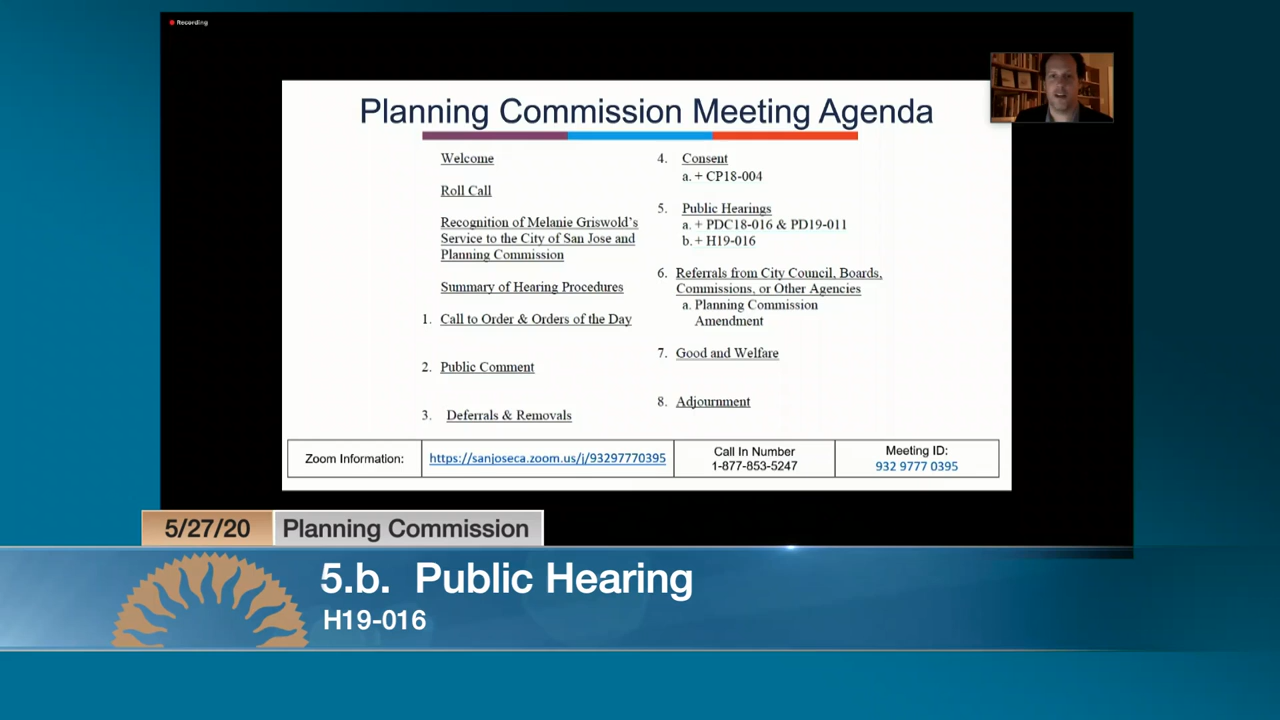 Recording
Planning Commission Meeting Agenda
Welcome
Roll Call
Recognition of Melanie Griswold's
Service to the City of San Jose and
Planning Commission
Summary of Hearing Procedures
1. Call to Order & Orders of the Day
2. Public Comment
3. Deferrals & Removals
4. Consent
a. + CP18-004
5. Public Hearings
a. + PDC18-016 & PD19-011
b. + H19-016
6. Referrals from City Council, Boards,
Commissions, or Other Agencies
a. Planning Commission
Amendment
7. Good and Welfare
8. Adjournment
Zoom Information:
https://sanjoseca.zoom.us/j/93297770395
Call In Number
1-877-853-5247
Meeting ID:
932 9777 0395
5/27/20
Planning Commission
5.b. Public Hearing
H19-016